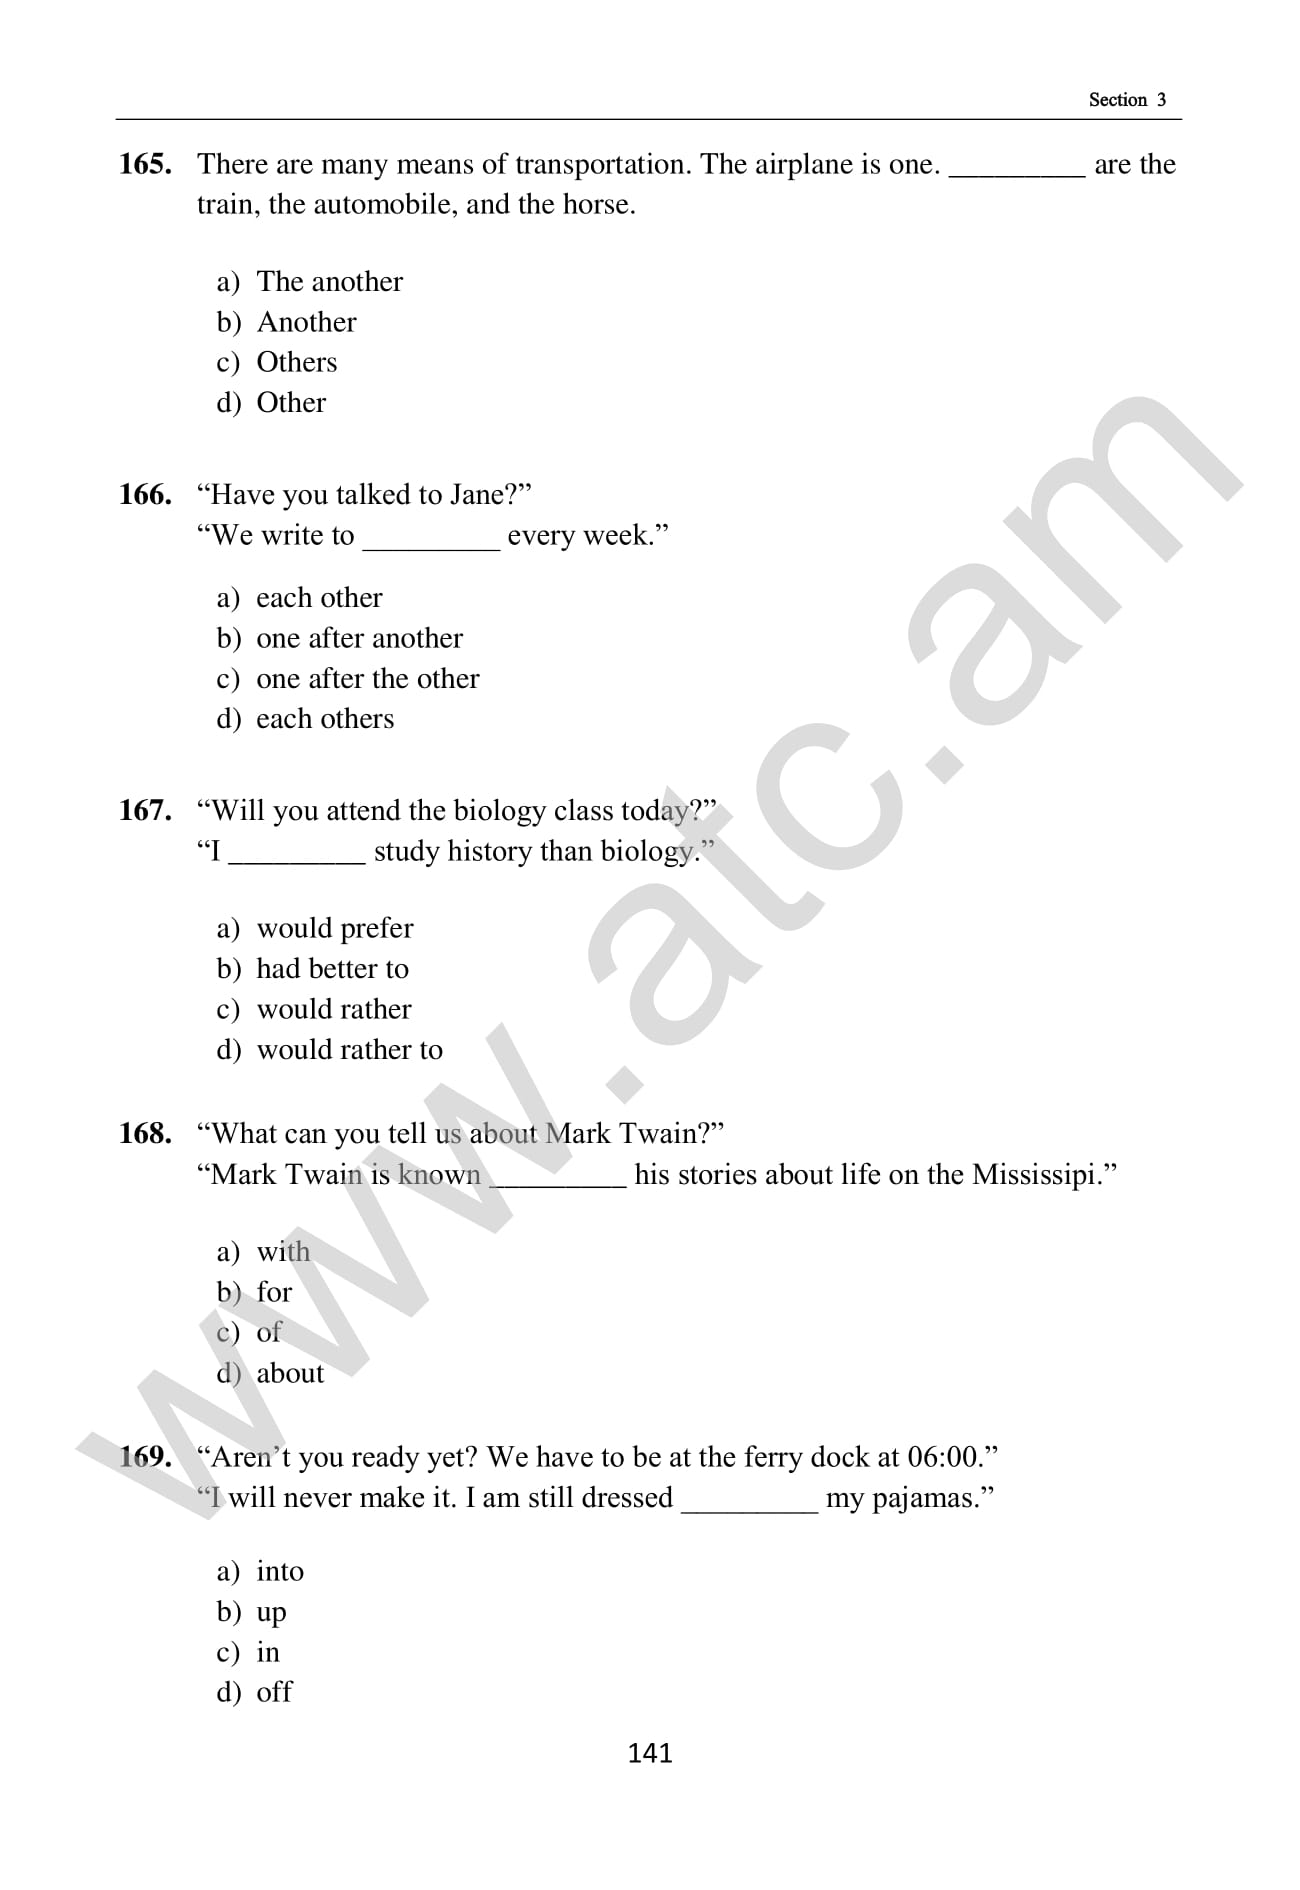 Section 3
165. There are many means of transportation. The airplane is one. _________ are the
train, the automobile, and the horse.
a) The another
b) Another
c) Others
d) Other
166. “Have you talked to Jane?”
“We write to _________ every week.”
a) each other
b) one after another
c) one after the other
d) each others
167. “Will you attend the biology class today?”
“I _________ study history than biology.”
a) would prefer
b) had better to
c) would rather
d) would rather to
168. “What can you tell us about Mark Twain?”
“Mark Twain is known _________ his stories about life on the Mississipi.”
a) with
b) for
c) of
d) about
169. “Aren’t you ready yet? We have to be at the ferry dock at 06:00.”
“I will never make it. I am still dressed _________ my pajamas.”
a) into
b) up
c) in
d) off
141
www.atc.am